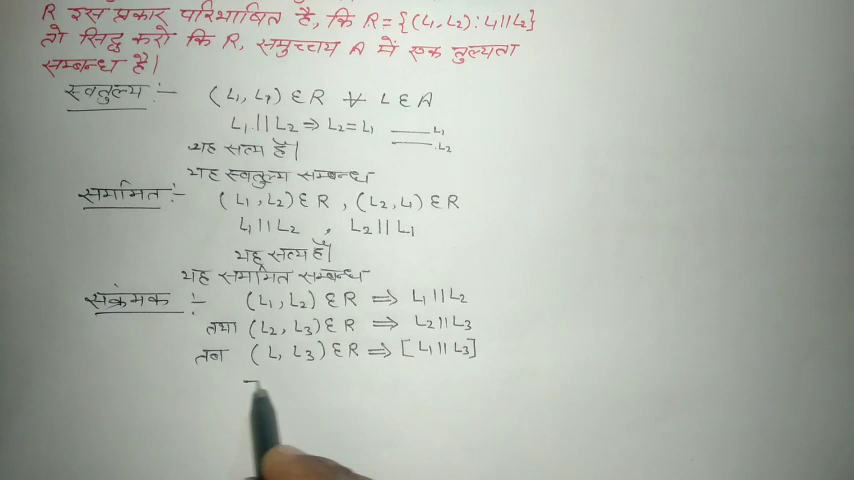 R इस प्रकार परिभाषित है, कि R = {(L₁, L₂) : L₁ || L₂}
तो सिद्ध करो कि R, समुच्चय A में एक तुल्यता
सम्बन्ध है।
स्वतुल्य :- (L₁, L₁) ∈ R ∀ L ∈ A
L₁ || L₂ ⇒ L₂ = L₁ L₁
L₂
यह सत्य है।
यह स्वतुल्य सम्बन्ध
सममित :- (L₁, L₂) ∈ R , (L₂, L₁) ∈ R
L₁ || L₂ , L₂ || L₁
यह सत्य है।
यह सममित सम्बन्ध
संक्रमक :- (L₁, L₂) ∈ R ⇒ L₁ || L₂
तथा (L₂, L₃) ∈ R ⇒ L₂ || L₃
तब (L, L₃) ∈ R ⇒ [L₁ || L₃]